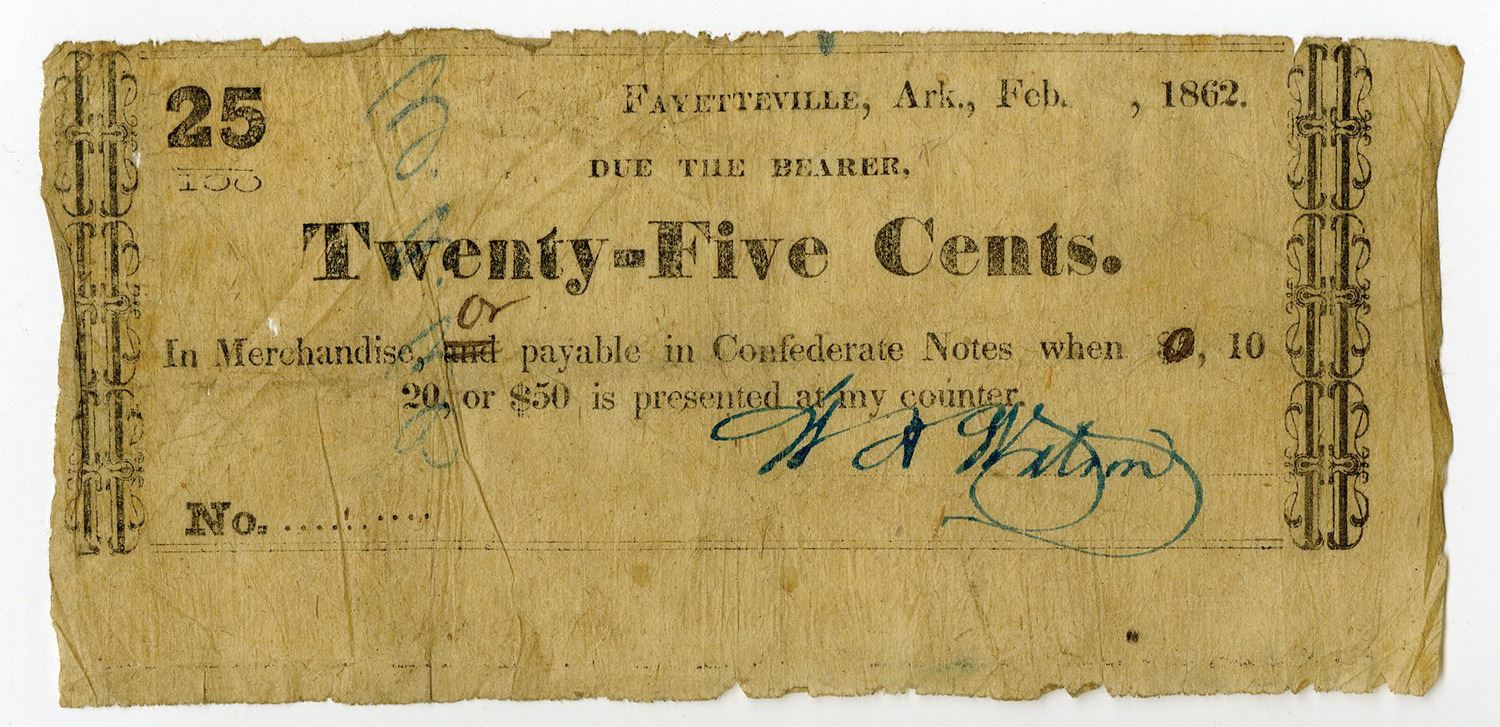 25
100
FAYETTEVILLE, Ark., Feb. , 1862.
DUE THE BEARER,
Twenty-Five Cents.
or
In Merchandise, and payable in Confederate Notes when , 10
20, or $50 is presented at my counter.
W A Watson
No. ..........